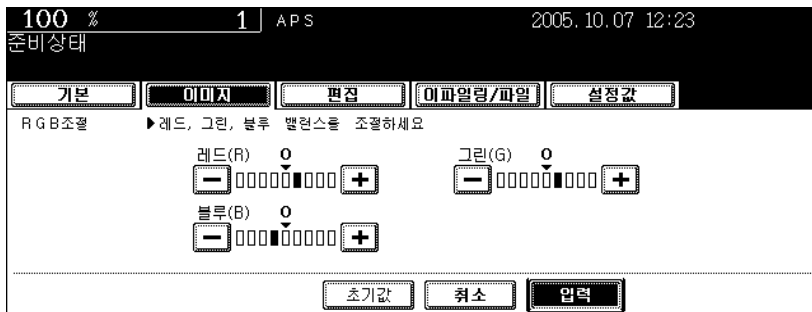 100 % 1 APS 2005.10.07 12:23
준비상태
기본 이미지 편집 이파일링/파일 설정값
RGB조절 ▶레드, 그린, 블루 밸런스를 조절하세요
레드(R) 0 그린(G) 0
블루(B) 0
초기값 취소 입력